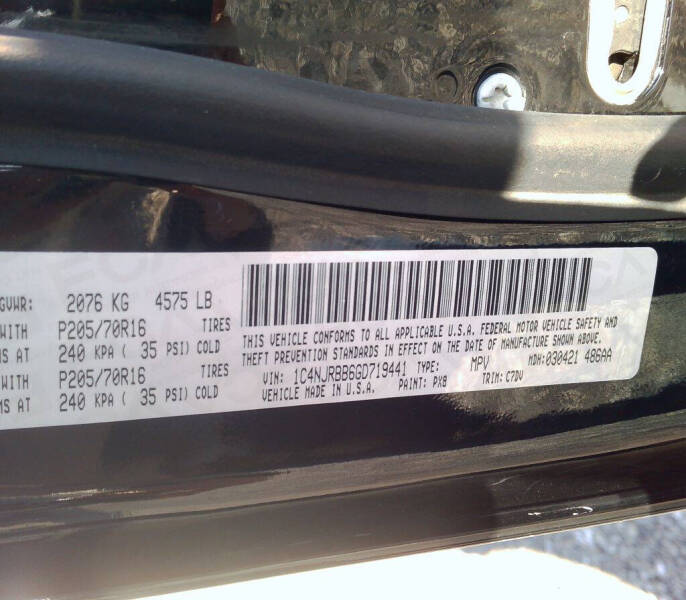 GVWR: 2076 KG 4575 LB
WITH P205/70R16 TIRES
MS AT 240 KPA ( 35 PSI) COLD
WITH P205/70R16 TIRES
MS AT 240 KPA ( 35 PSI) COLD
THIS VEHICLE CONFORMS TO ALL APPLICABLE U.S.A. FEDERAL MOTOR VEHICLE SAFETY AND
THEFT PREVENTION STANDARDS IN EFFECT ON THE DATE OF MANUFACTURE SHOWN ABOVE.
VIN: 1C4NJRBB6GD719441 TYPE: MPV MDH: 030421 486AA
VEHICLE MADE IN U.S.A. PAINT: PX8 TRIM: C7DV